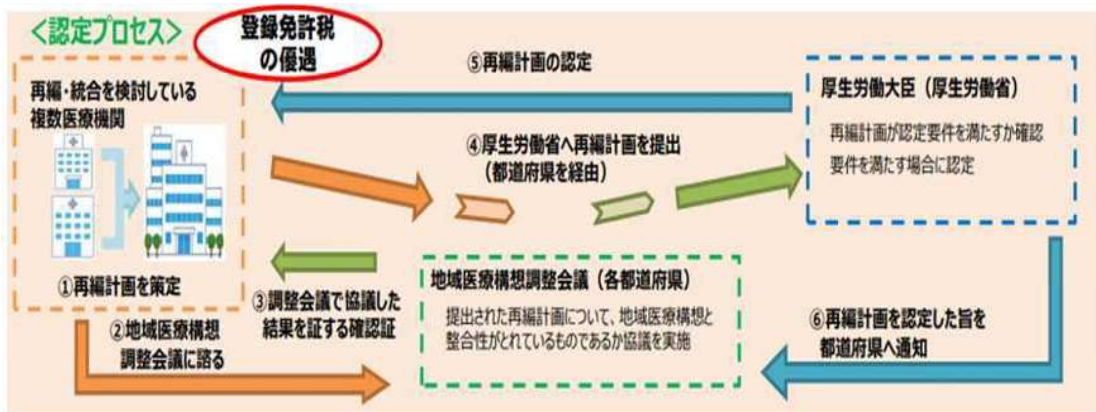 <認定プロセス>
登録免許税
の優遇
再編・統合を検討している
複数医療機関
①再編計画を策定
②地域医療構想
調整会議に諮る
③調整会議で協議した
結果を証する確認証
④厚生労働省へ再編計画を提出
(都道府県を経由)
⑤再編計画の認定
厚生労働大臣(厚生労働省)
再編計画が認定要件を満たすか確認
要件を満たす場合に認定
地域医療構想調整会議(各都道府県)
提出された再編計画について、地域医療構想と
整合性がとれているものであるか協議を実施
⑥再編計画を認定した旨を
都道府県へ通知